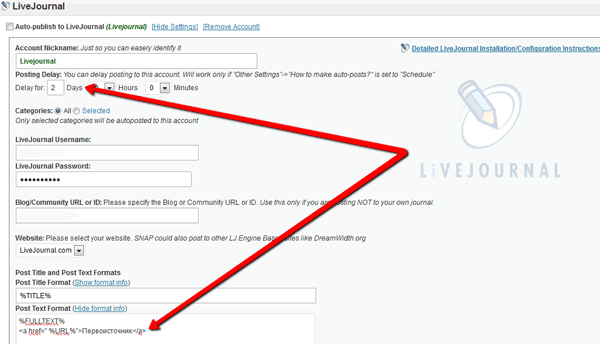 LiveJournal
Auto-publish to LiveJournal (Livejournal) [Hide Settings] [Remove Account]
Account Nickname: Just so you can easely identify it
Livejournal
Detailed LiveJournal Installation/Configuration Instructions
Posting Delay: You can delay posting to this account. Will work only if "Other Settings"->"How to make auto-posts?" is set to "Schedule"
Delay for: 2 Days Hours 0 Minutes
Categories: All Selected
Only selected categories will be autoposted to this account
LiveJournal Username:
LiveJournal Password:
••••••••••
LiVEJOURNAL
Blog/Community URL or ID: Please specify the Blog or Community URL or ID. Use this only if you are posting NOT to your own journal.
Website: Please select your website. SNAP could also post to other LJ Engine Based sites like DreamWidth.org
LiveJournal.com
Post Title and Post Text Formats
Post Title Format (Show format info)
%TITLE%
Post Text Format (Hide format info)
%FULLTEXT%
<a href=" %URL%">Первоисточник</a>